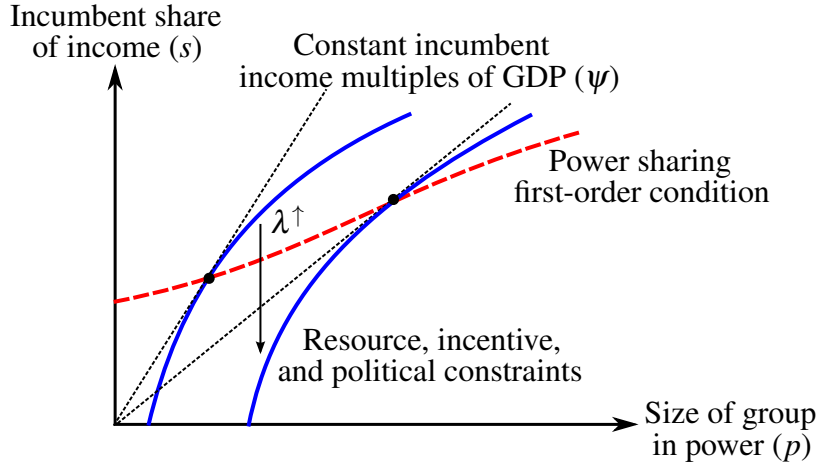 Incumbent share
of income (s)
Constant incumbent
income multiples of GDP (ψ)
Power sharing
first-order condition
λ↑
Resource, incentive,
and political constraints
Size of group
in power (p)